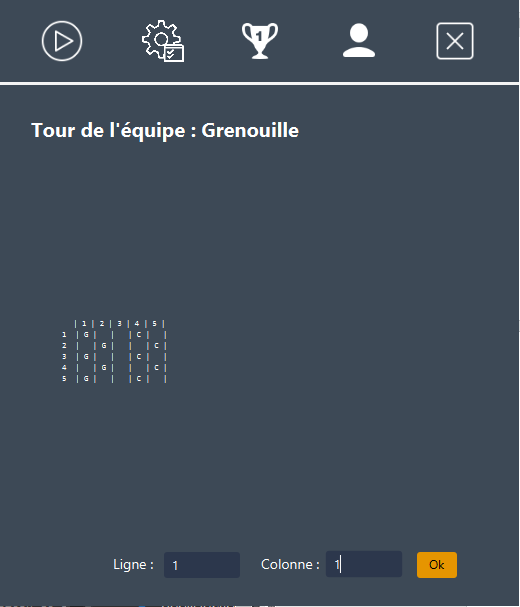 1
Tour de l'équipe : Grenouille
| 1 | 2 | 3 | 4 | 5 |
1 | G | | | C | |
2 | | G | | | C |
3 | G | | | C | |
4 | | G | | | C |
5 | G | | | C | |
Ligne : 1 Colonne : 1 Ok